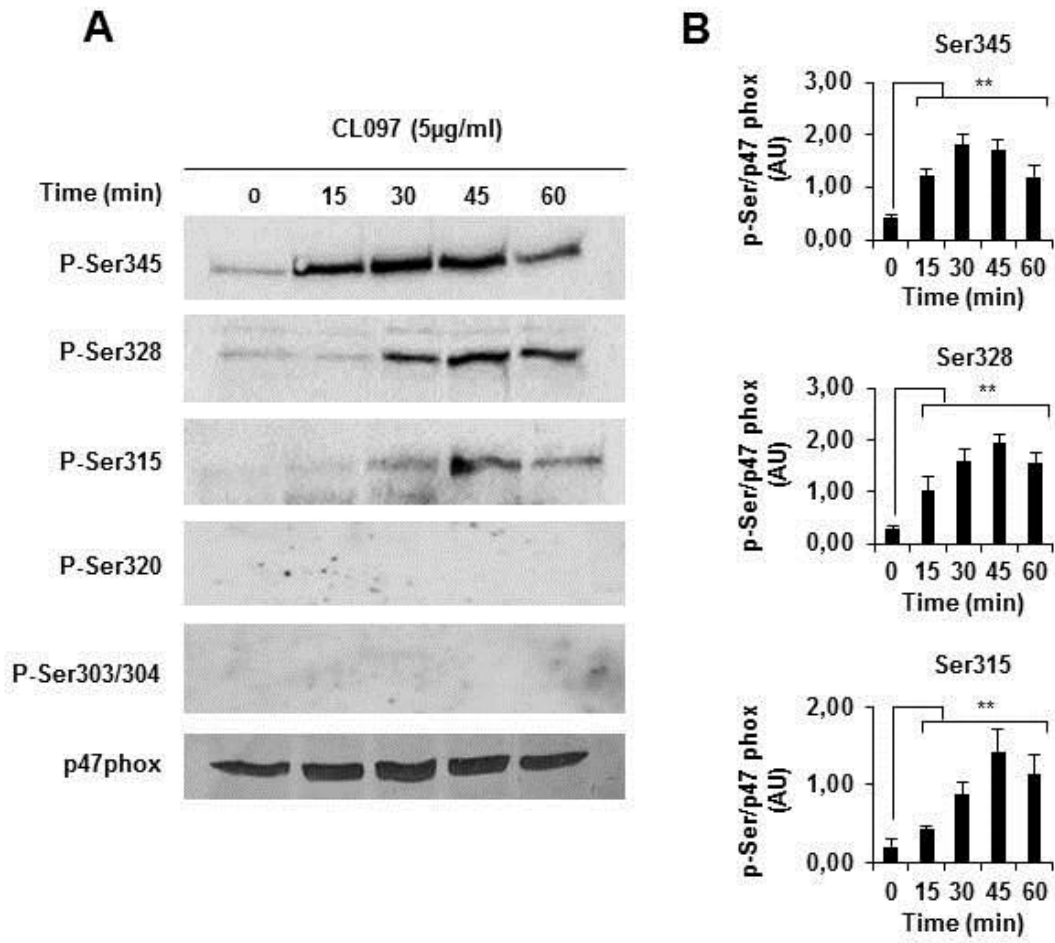 A
CL097 (5µg/ml)
Time (min) 0 15 30 45 60
P-Ser345
P-Ser328
P-Ser315
P-Ser320
P-Ser303/304
p47phox
B
Ser345
p-Ser/p47 phox
(AU)
3,00
2,00
1,00
0,00
**
0 15 30 45 60
Time (min)
Ser328
p-Ser/p47 phox
(AU)
3,00
2,00
1,00
0,00
**
0 15 30 45 60
Time (min)
Ser315
p-Ser/p47 phox
(AU)
2,00
1,00
0,00
**
0 15 30 45 60
Time (min)